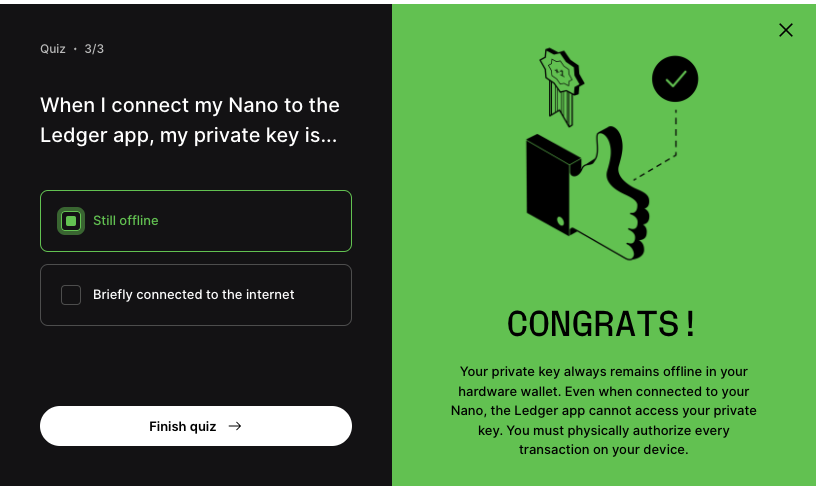 Quiz • 3/3
When I connect my Nano to the
Ledger app, my private key is...
Still offline
Briefly connected to the internet
Finish quiz →
+1
CONGRATS!
Your private key always remains offline in your
hardware wallet. Even when connected to your
Nano, the Ledger app cannot access your private
key. You must physically authorize every
transaction on your device.